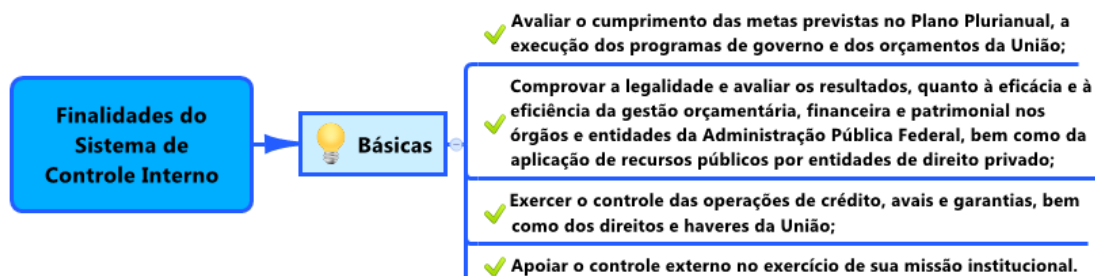 Finalidades do
Sistema de
Controle Interno
Básicas
Avaliar o cumprimento das metas previstas no Plano Plurianual, a
execução dos programas de governo e dos orçamentos da União;
Comprovar a legalidade e avaliar os resultados, quanto à eficácia e à
eficiência da gestão orçamentária, financeira e patrimonial nos
órgãos e entidades da Administração Pública Federal, bem como da
aplicação de recursos públicos por entidades de direito privado;
Exercer o controle das operações de crédito, avais e garantias, bem
como dos direitos e haveres da União;
Apoiar o controle externo no exercício de sua missão institucional.